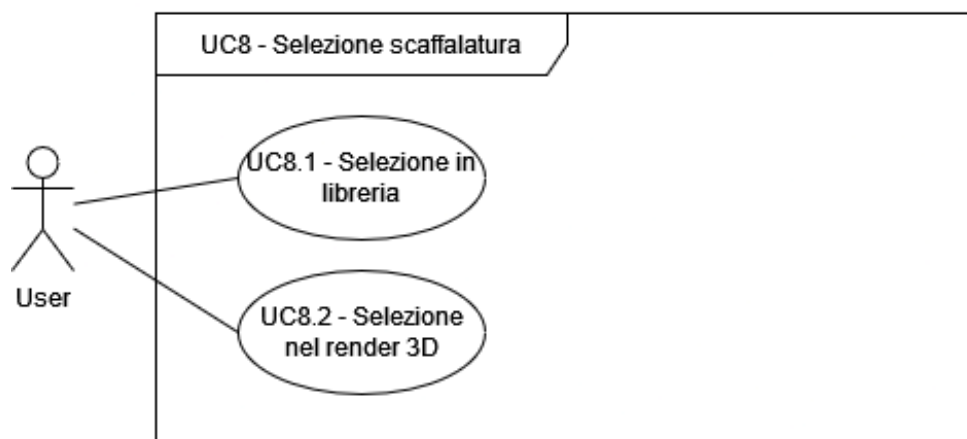 UC8 - Selezione scaffalatura
UC8.1 - Selezione in
libreria
User
UC8.2 - Selezione
nel render 3D